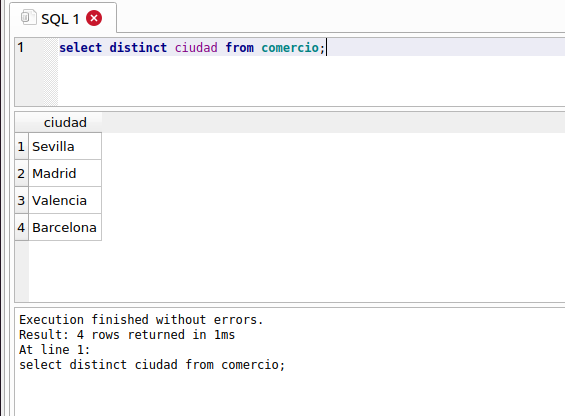 SQL 1
1 select distinct ciudad from comercio;
ciudad
1 Sevilla
2 Madrid
3 Valencia
4 Barcelona
Execution finished without errors.
Result: 4 rows returned in 1ms
At line 1:
select distinct ciudad from comercio;